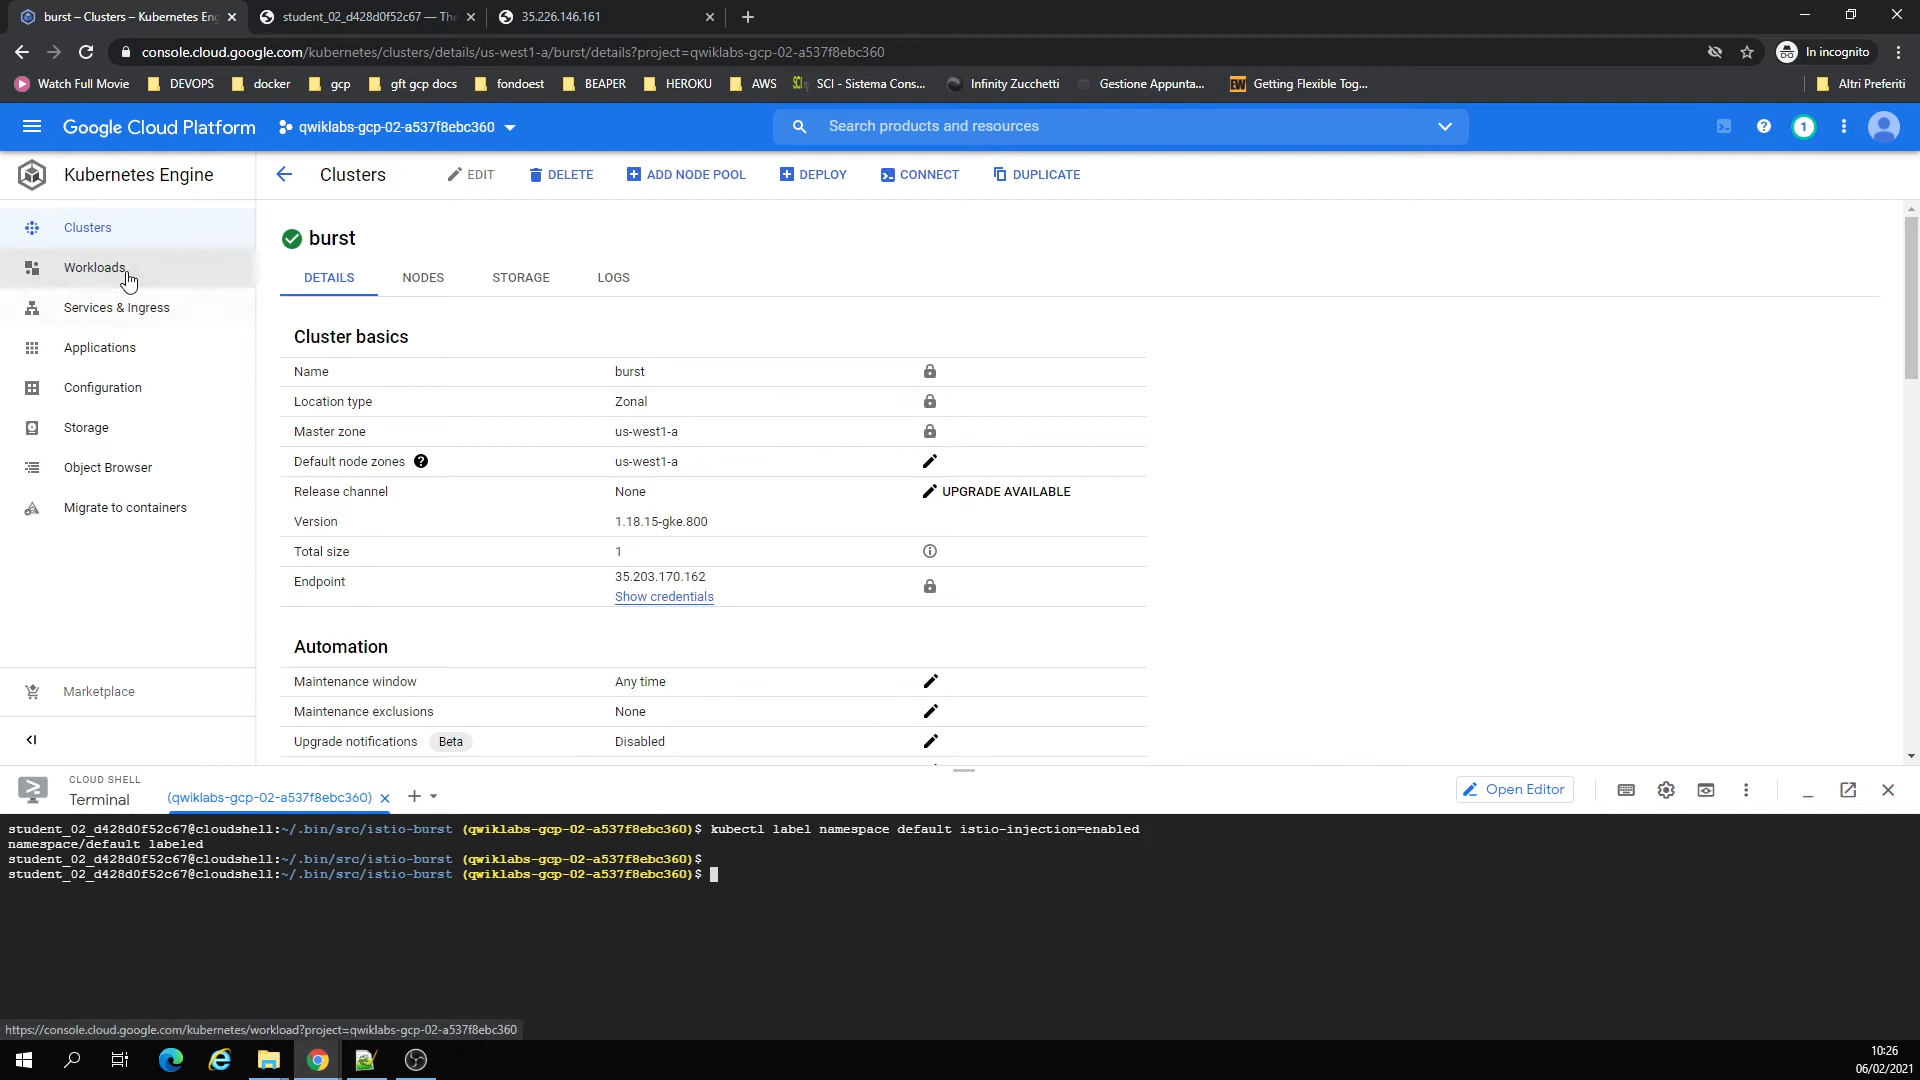 burst – Clusters – Kubernetes En
student_02_d428d0f52c67 — The
35.226.146.161
console.cloud.google.com/kubernetes/clusters/details/us-west1-a/burst/details?project=qwiklabs-gcp-02-a537f8ebc360
In incognito
Watch Full Movie
DEVOPS
docker
gcp
gft gcp docs
fondoest
BEAPER
HEROKU
AWS
SCI - Sistema Cons...
Infinity Zucchetti
Gestione Appunta...
Getting Flexible Tog...
Altri Preferiti
Google Cloud Platform
qwiklabs-gcp-02-a537f8ebc360
Search products and resources
1
Kubernetes Engine
Clusters
EDIT
DELETE
ADD NODE POOL
DEPLOY
CONNECT
DUPLICATE
Clusters
Workloads
Services & Ingress
Applications
Configuration
Storage
Object Browser
Migrate to containers
Marketplace
burst
DETAILS
NODES
STORAGE
LOGS
Cluster basics
Name burst
Location type Zonal
Master zone us-west1-a
Default node zones us-west1-a
Release channel None UPGRADE AVAILABLE
Version 1.18.15-gke.800
Total size 1
Endpoint 35.203.170.162
Show credentials
Automation
Maintenance window Any time
Maintenance exclusions None
Upgrade notifications Beta Disabled
CLOUD SHELL
Terminal
(qwiklabs-gcp-02-a537f8ebc360)
Open Editor
student_02_d428d0f52c67@cloudshell:~/.bin/src/istio-burst (qwiklabs-gcp-02-a537f8ebc360)$ kubectl label namespace default istio-injection=enabled
namespace/default labeled
student_02_d428d0f52c67@cloudshell:~/.bin/src/istio-burst (qwiklabs-gcp-02-a537f8ebc360)$
student_02_d428d0f52c67@cloudshell:~/.bin/src/istio-burst (qwiklabs-gcp-02-a537f8ebc360)$
https://console.cloud.google.com/kubernetes/workload?project=qwiklabs-gcp-02-a537f8ebc360
10:26
06/02/2021